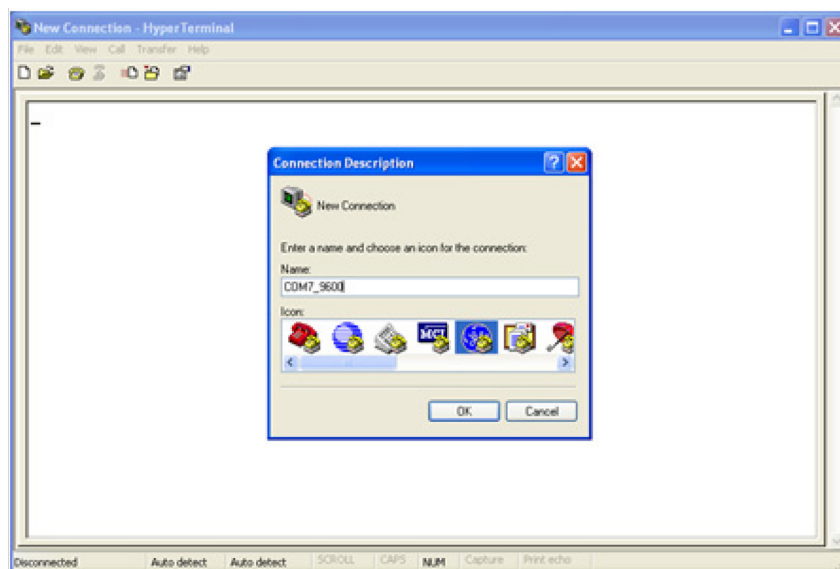 New Connection - HyperTerminal
File Edit View Call Transfer Help
Connection Description
New Connection
Enter a name and choose an icon for the connection:
Name:
COM7_9600
Icon:
MCI
OK Cancel
Disconnected Auto detect Auto detect SCROLL CAPS NUM Capture Print echo